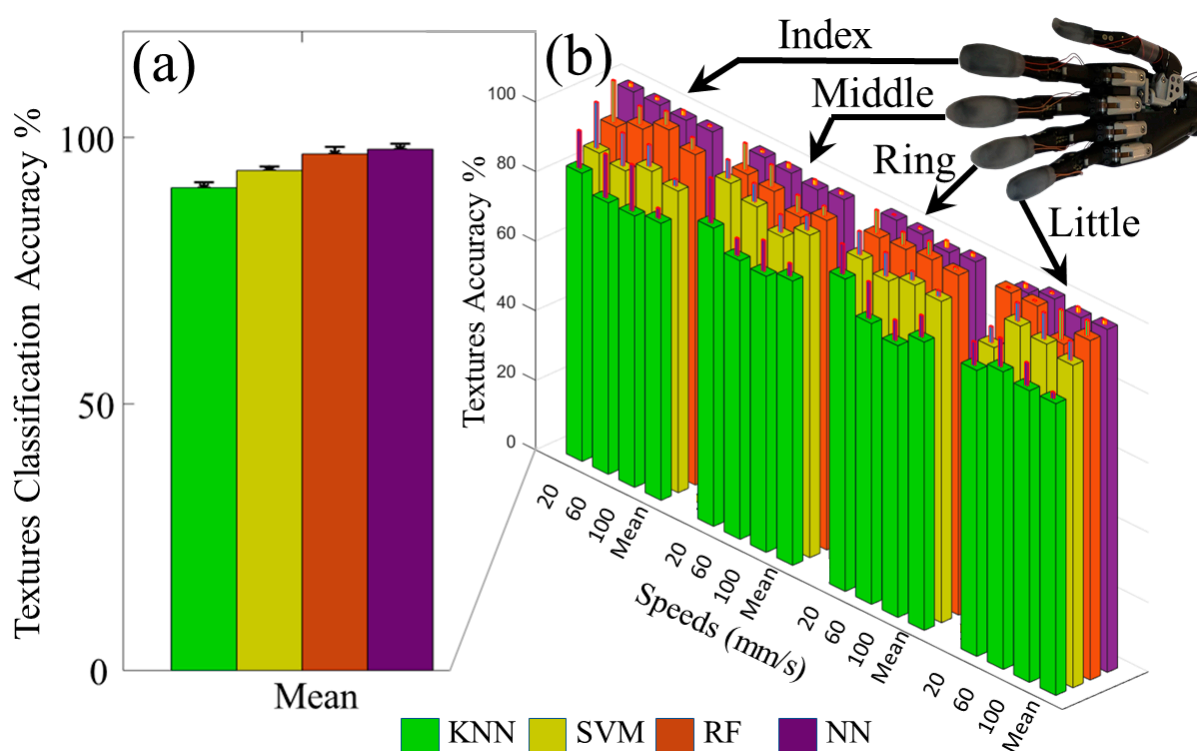 (a)
Textures Classification Accuracy %
100
50
0
Mean
(b)
Textures Accuracy %
100
80
60
40
20
0
Index
Middle
Ring
Little
20
60
100
Mean
20
60
100
Mean
20
60
100
Mean
20
60
100
Mean
Speeds (mm/s)
KNN SVM RF NN